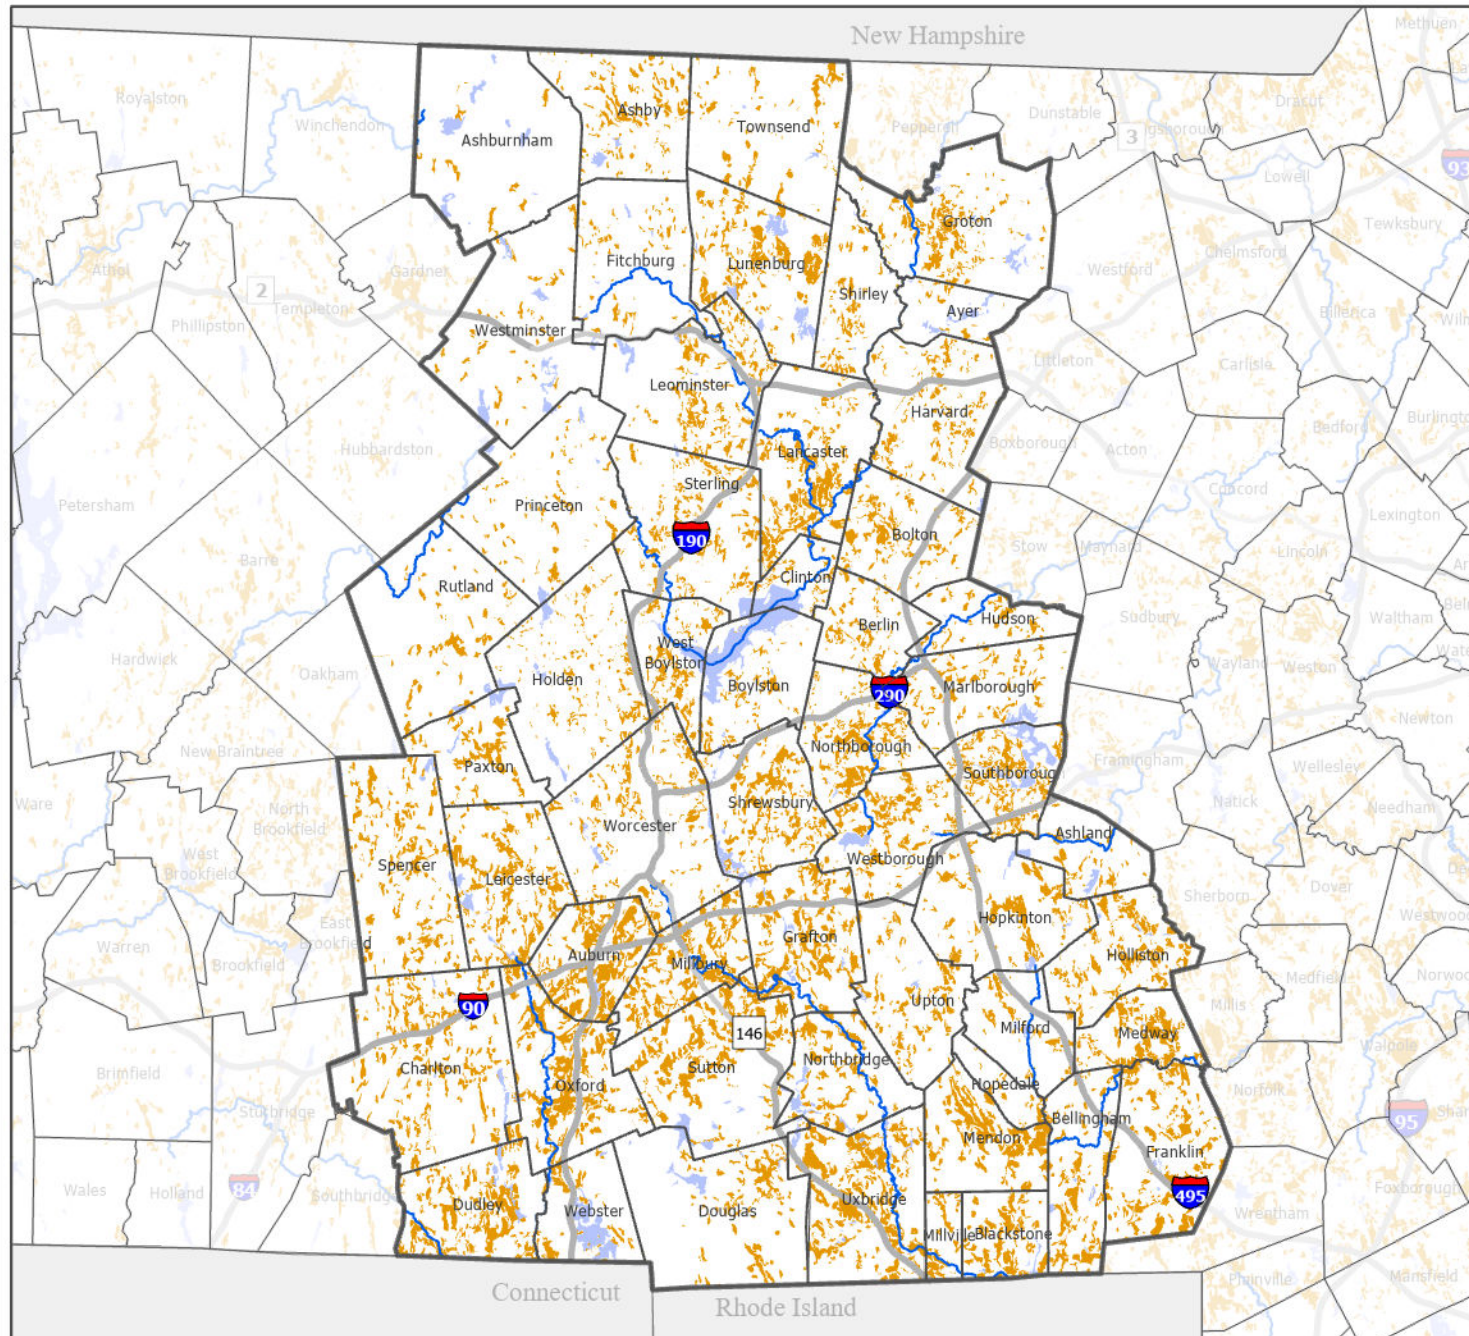 New Hampshire
Methuen
Royalston
Winchendon
Ashburnham
Ashby
Townsend
Pepperell
Dunstable
3
Dracut
93
Lowell
Tewksbury
Athol
Gardner
2
Templeton
Phillipston
Fitchburg
Lunenburg
Groton
Shirley
Ayer
Westford
Chelmsford
Billerica
Westminster
Leominster
Harvard
Littleton
Carlisle
Boxborough
Acton
Bedford
Burlingt
Hubbardston
Petersham
Princeton
Sterling
Lancaster
190
Bolton
Concord
Lexington
Stow
Maynard
Lincoln
Barre
Rutland
Clinton
Berlin
Hudson
Sudbury
Waltham
Hardwick
Oakham
Holden
West
Boylston
Boylston
290
Marlborough
Wayland
Weston
Newton
New Braintree
Paxton
Northborough
Southboroug
Framingham
Wellesley
Natick
Needham
Ware
North
Brookfield
Worcester
Shrewsbury
Ashland
West
Brookfield
Spencer
Leicester
Westborough
Sherborn
Dover
Westwood
Warren
East
Brookfield
Brookfield
Auburn
Millbury
Grafton
Hopkinton
Holliston
Medfield
Norwoo
Millis
90
Upton
Milford
Medway
146
Walpole
Brimfield
Charlton
Oxford
Sutton
Northbridge
Hopedale
Bellingham
Norfolk
95
Shar
Sturbridge
Mendon
Franklin
Wales
Holland
84
Southbridge
Dudley
Webster
Douglas
Uxbridge
Millville
Blackstone
495
Wrentham
Foxborough
Plainville
Mansfield
Connecticut
Rhode Island